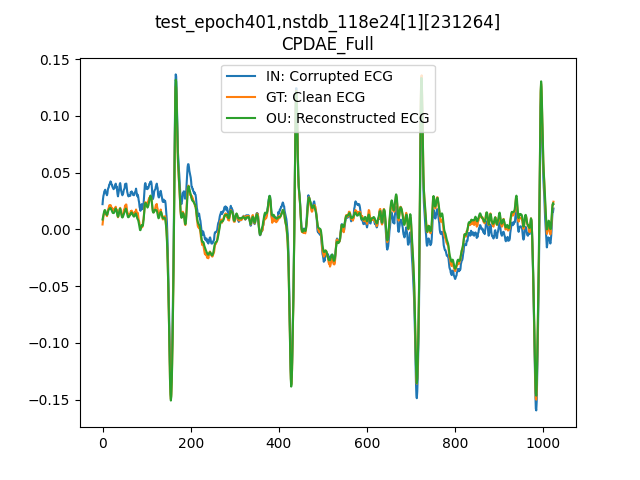 test_epoch401,nstdb_118e24[1][231264]
CPDAE_Full
IN: Corrupted ECG
GT: Clean ECG
OU: Reconstructed ECG
0.15
0.10
0.05
0.00
−0.05
−0.10
−0.15
0 200 400 600 800 1000